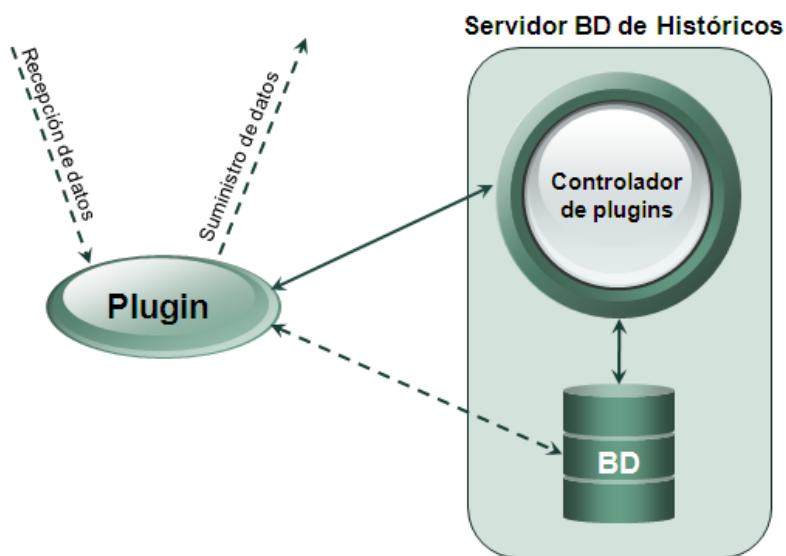 Servidor BD de Históricos
Recepción de datos
Suministro de datos
Controlador
de plugins
Plugin
BD